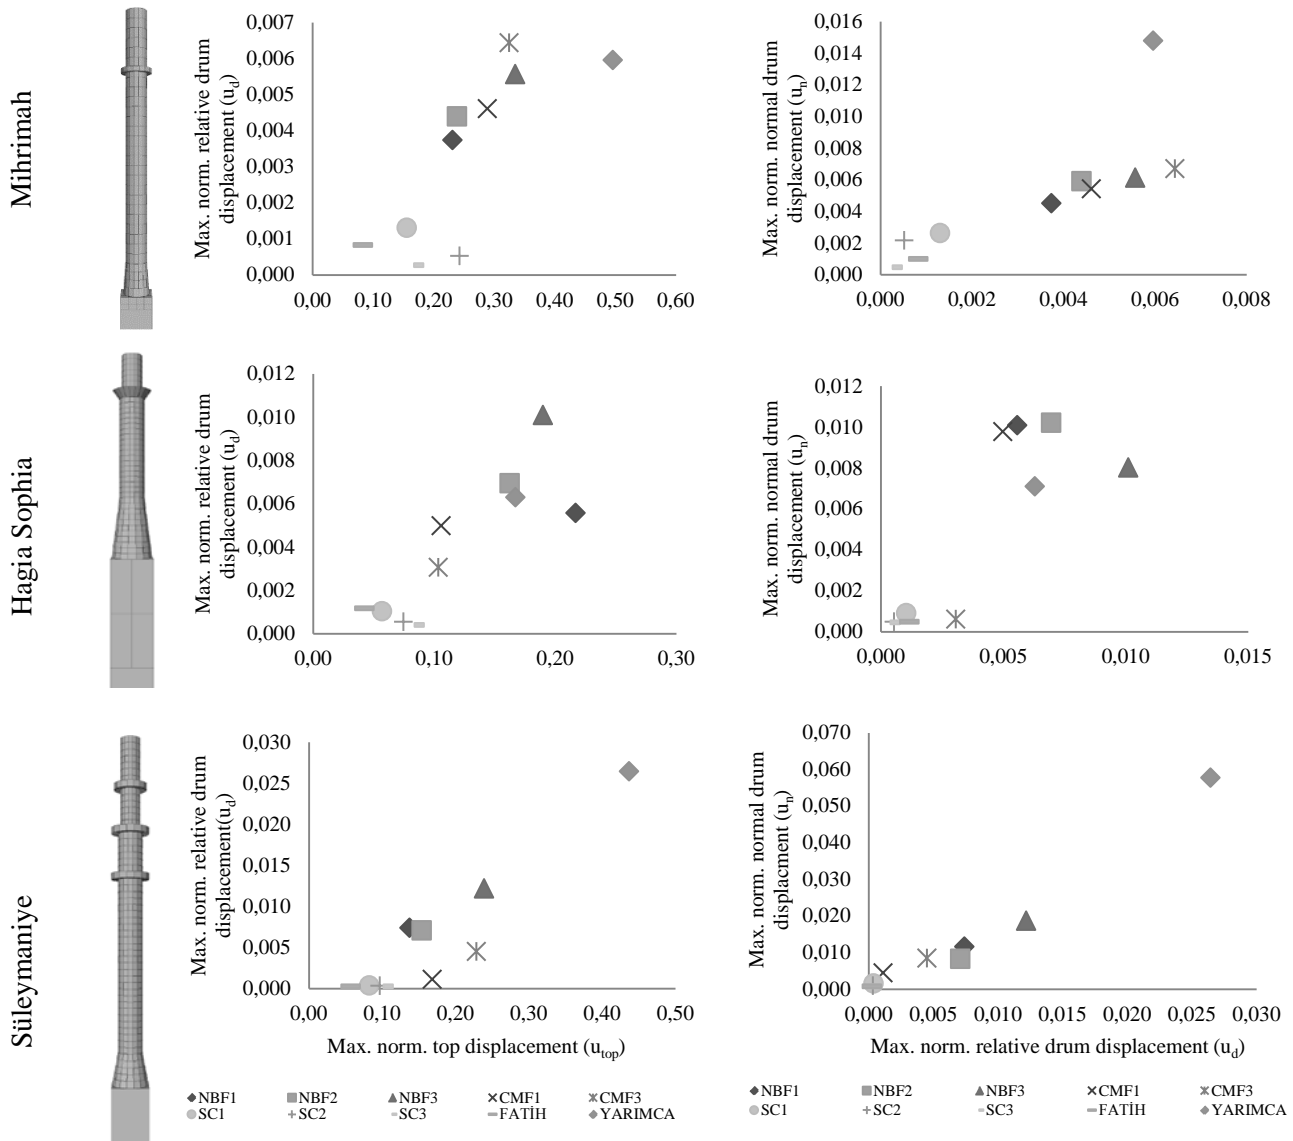 Mihrimah
Max. norm. relative drum
displacement (u_d)
0,007
0,006
0,005
0,004
0,003
0,002
0,001
0,000
0,00 0,10 0,20 0,30 0,40 0,50 0,60
Max. norm. normal drum
displacement (u_n)
0,016
0,014
0,012
0,010
0,008
0,006
0,004
0,002
0,000
0,000 0,002 0,004 0,006 0,008
Hagia Sophia
Max. norm. relative drum
displacement (u_d)
0,012
0,010
0,008
0,006
0,004
0,002
0,000
0,00 0,10 0,20 0,30
Max. norm. normal drum
displacement (u_n)
0,012
0,010
0,008
0,006
0,004
0,002
0,000
0,000 0,005 0,010 0,015
Süleymaniye
Max. norm. relative drum
displacement(u_d)
0,030
0,025
0,020
0,015
0,010
0,005
0,000
0,00 0,10 0,20 0,30 0,40 0,50
Max. norm. top displacement (u_top)
Max. norm. normal drum
displacment (u_n)
0,070
0,060
0,050
0,040
0,030
0,020
0,010
0,000
0,000 0,005 0,010 0,015 0,020 0,025 0,030
Max. norm. relative drum displacement (u_d)
NBF1 NBF2 NBF3 CMF1 CMF3
SC1 SC2 SC3 FATİH YARIMCA
NBF1 NBF2 NBF3 CMF1 CMF3
SC1 SC2 SC3 FATİH YARIMCA